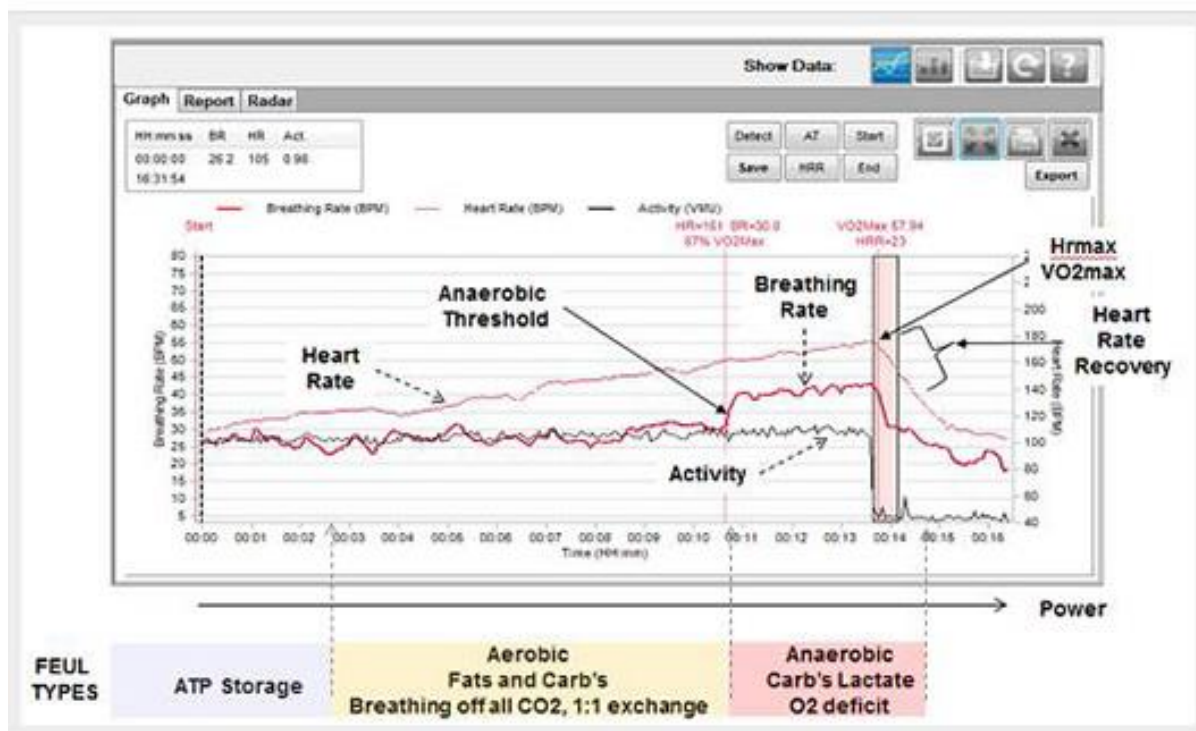 Show Data:
Graph Report Radar
HH:mm:ss BR HR Act.
00:00:00 26.2 105 0.98
16:31:54
Detect AT Start
Save HRR End
Export
Breathing Rate (BPM) Heart Rate (BPM) Activity (VMU)
Start
HR=161 BR=30.0
87% VO2Max
VO2Max 57.94
HRR=23
Hrmax
VO2max
Anaerobic
Threshold
Breathing
Rate
Heart
Rate
Heart
Rate
Recovery
Activity
Breathing Rate (BPM)
80
75
70
65
60
55
50
45
40
35
30
25
20
15
10
5
Heart Rate (BPM)
200
180
160
140
120
100
80
60
40
00:00 00:01 00:02 00:03 00:04 00:05 00:06 00:07 00:08 00:09 00:10 00:11 00:12 00:13 00:14 00:15 00:16
Time (HH:mm)
Power
FEUL
TYPES
ATP Storage
Aerobic
Fats and Carb's
Breathing off all CO2, 1:1 exchange
Anaerobic
Carb's Lactate
O2 deficit